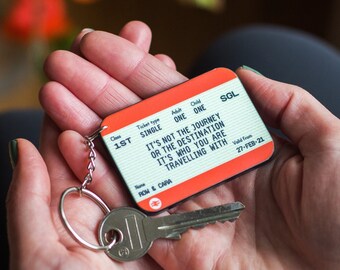 Class Ticket type Adult Child
1ST SINGLE ONE ONE SGL
IT'S NOT THE JOURNEY
OR THE DESTINATION
IT'S WHO YOU ARE
TRAVELLING WITH
Valid from
27-FEB-21
Name
ROW & CARA